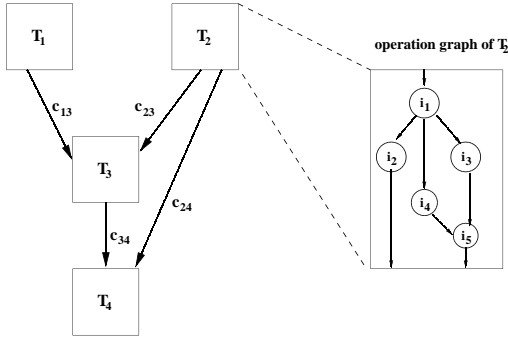 T1
T2
operation graph of T2
c13
c23
i1
i2
i3
T3
c24
i4
c34
i5
T4